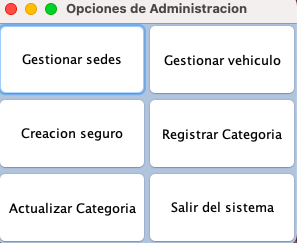 Opciones de Administracion
Gestionar sedes
Gestionar vehiculo
Creacion seguro
Registrar Categoria
Actualizar Categoria
Salir del sistema